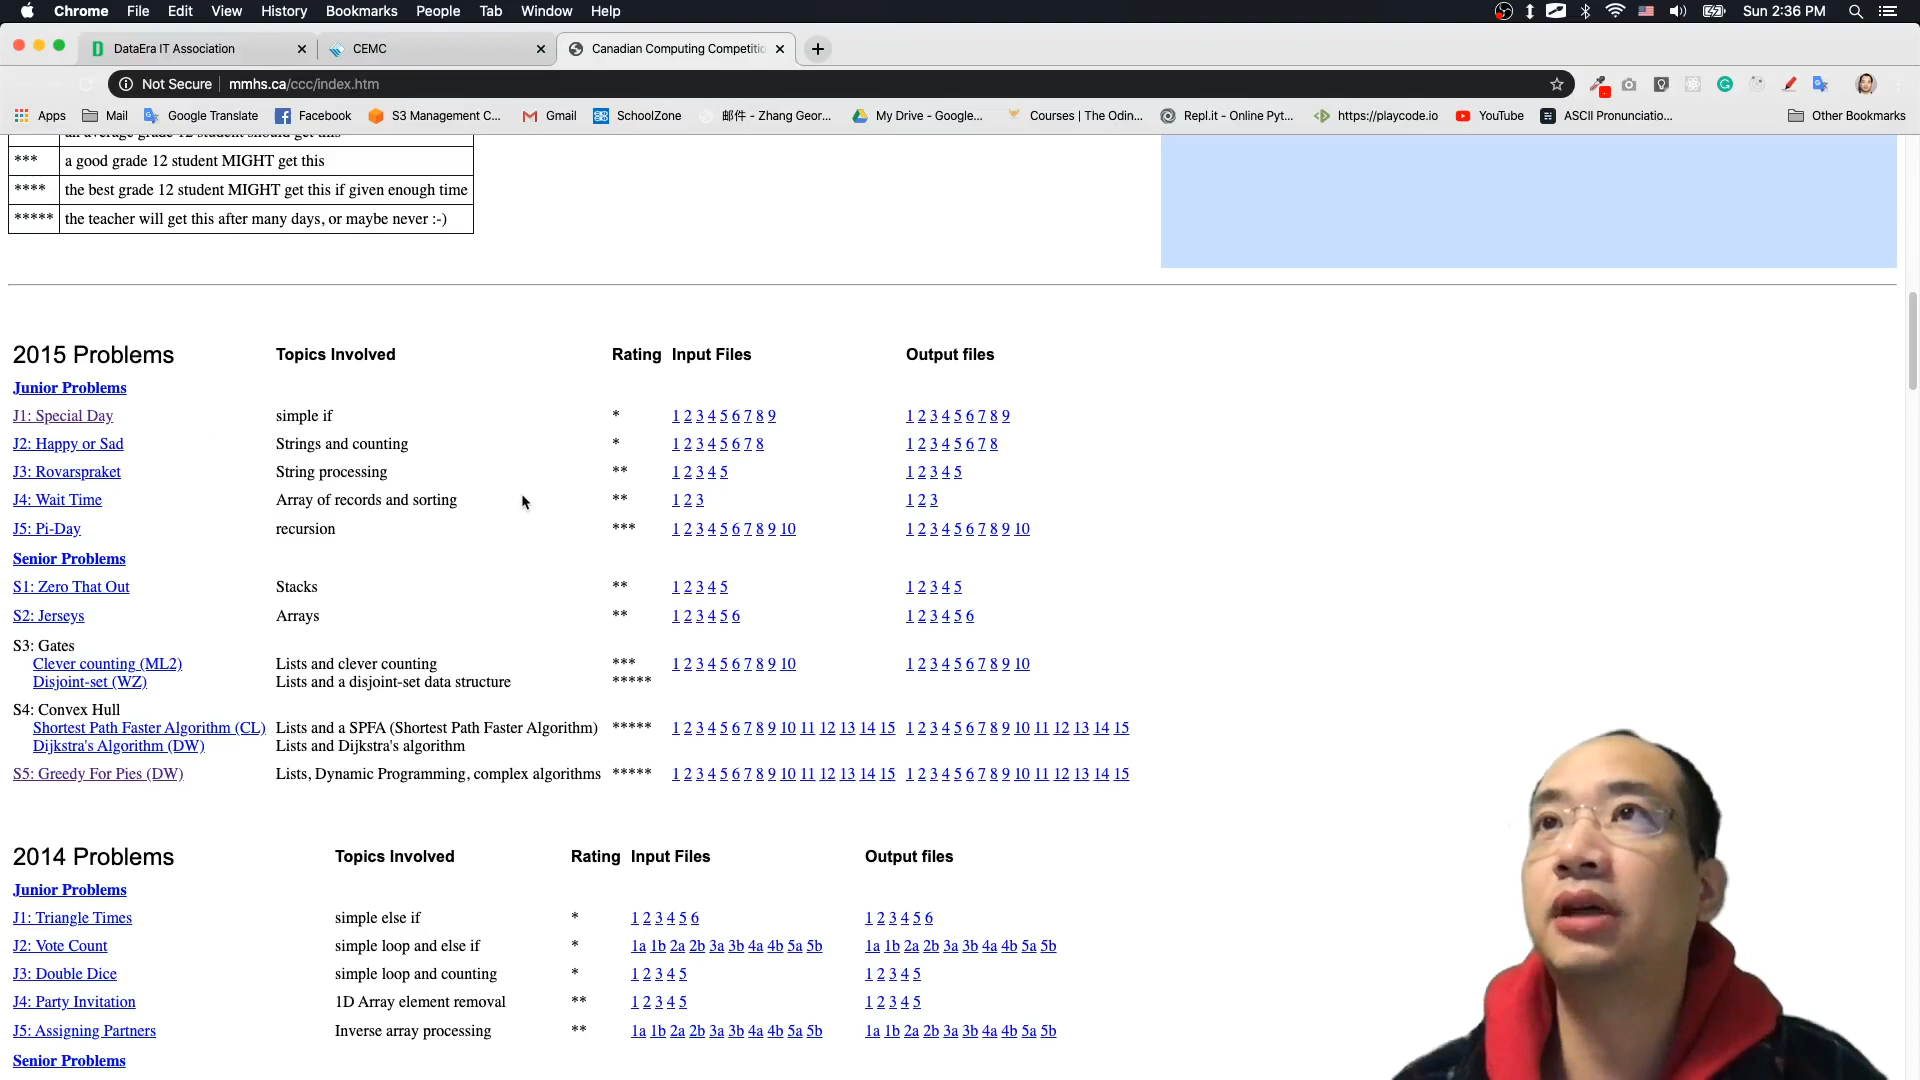 Chrome File Edit View History Bookmarks People Tab Window Help Sun 2:36 PM
DataEra IT Association CEMC Canadian Computing Competitio
Not Secure mmhs.ca/ccc/index.htm
Apps Mail Google Translate Facebook S3 Management C... Gmail SchoolZone 邮件 - Zhang Geor... My Drive - Google... Courses | The Odin... Repl.it - Online Pyt... https://playcode.io YouTube ASCII Pronunciatio... Other Bookmarks
an average grade 12 student should get this
*** a good grade 12 student MIGHT get this
**** the best grade 12 student MIGHT get this if given enough time
***** the teacher will get this after many days, or maybe never :-)
2015 Problems Topics Involved Rating Input Files Output files
Junior Problems
J1: Special Day simple if * 1 2 3 4 5 6 7 8 9 1 2 3 4 5 6 7 8 9
J2: Happy or Sad Strings and counting * 1 2 3 4 5 6 7 8 1 2 3 4 5 6 7 8
J3: Rovarspraket String processing ** 1 2 3 4 5 1 2 3 4 5
J4: Wait Time Array of records and sorting ** 1 2 3 1 2 3
J5: Pi-Day recursion *** 1 2 3 4 5 6 7 8 9 10 1 2 3 4 5 6 7 8 9 10
Senior Problems
S1: Zero That Out Stacks ** 1 2 3 4 5 1 2 3 4 5
S2: Jerseys Arrays ** 1 2 3 4 5 6 1 2 3 4 5 6
S3: Gates
Clever counting (ML2) Lists and clever counting *** 1 2 3 4 5 6 7 8 9 10 1 2 3 4 5 6 7 8 9 10
Disjoint-set (WZ) Lists and a disjoint-set data structure *****
S4: Convex Hull
Shortest Path Faster Algorithm (CL) Lists and a SPFA (Shortest Path Faster Algorithm) ***** 1 2 3 4 5 6 7 8 9 10 11 12 13 14 15 1 2 3 4 5 6 7 8 9 10 11 12 13 14 15
Dijkstra's Algorithm (DW) Lists and Dijkstra's algorithm
S5: Greedy For Pies (DW) Lists, Dynamic Programming, complex algorithms ***** 1 2 3 4 5 6 7 8 9 10 11 12 13 14 15 1 2 3 4 5 6 7 8 9 10 11 12 13 14 15
2014 Problems Topics Involved Rating Input Files Output files
Junior Problems
J1: Triangle Times simple else if * 1 2 3 4 5 6 1 2 3 4 5 6
J2: Vote Count simple loop and else if * 1a 1b 2a 2b 3a 3b 4a 4b 5a 5b 1a 1b 2a 2b 3a 3b 4a 4b 5a 5b
J3: Double Dice simple loop and counting * 1 2 3 4 5 1 2 3 4 5
J4: Party Invitation 1D Array element removal ** 1 2 3 4 5 1 2 3 4 5
J5: Assigning Partners Inverse array processing ** 1a 1b 2a 2b 3a 3b 4a 4b 5a 5b 1a 1b 2a 2b 3a 3b 4a 4b 5a 5b
Senior Problems